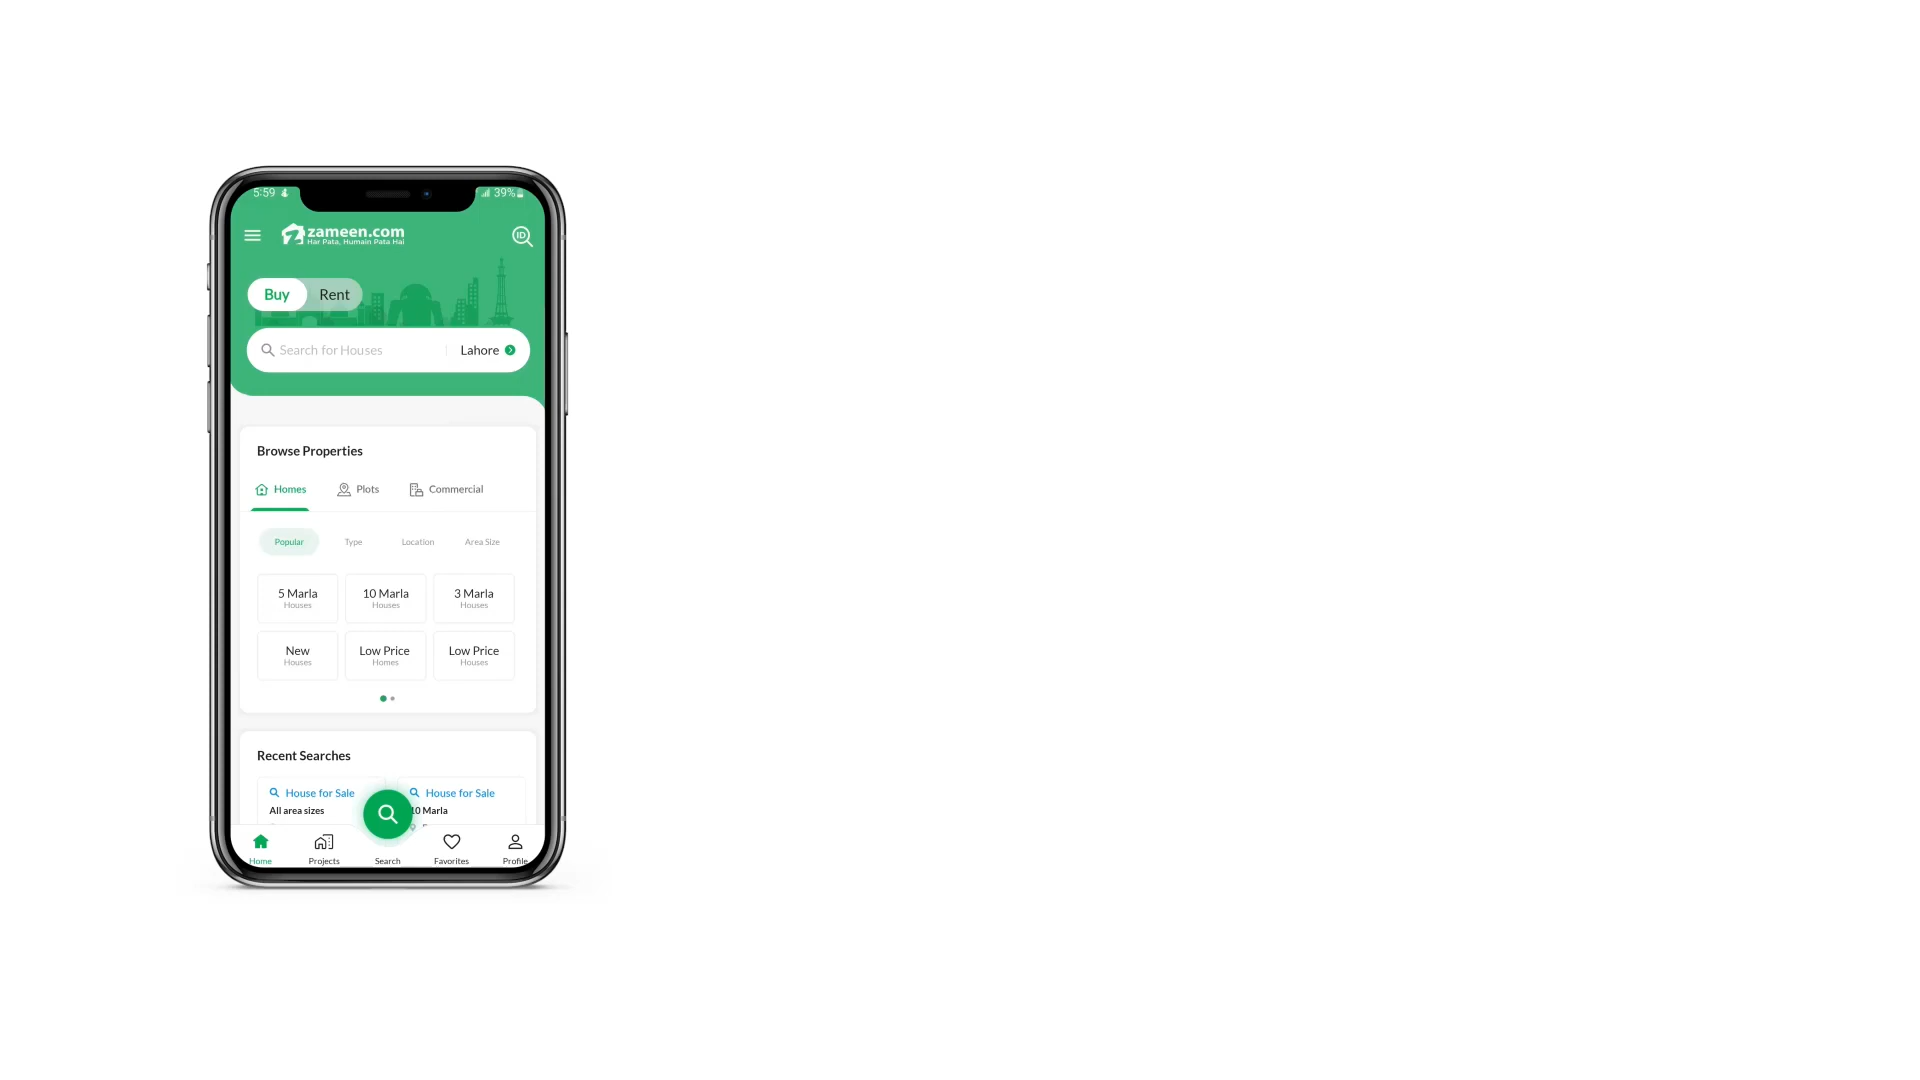 5:59
39%
zameen.com
Har Pata, Humain Pata Hai
ID
Buy
Rent
Search for Houses
Lahore
Browse Properties
Homes
Plots
Commercial
Popular
Type
Location
Area Size
5 Marla
Houses
10 Marla
Houses
3 Marla
Houses
New
Houses
Low Price
Homes
Low Price
Houses
Recent Searches
House for Sale
All area sizes
House for Sale
10 Marla
Home
Projects
Search
Favorites
Profile